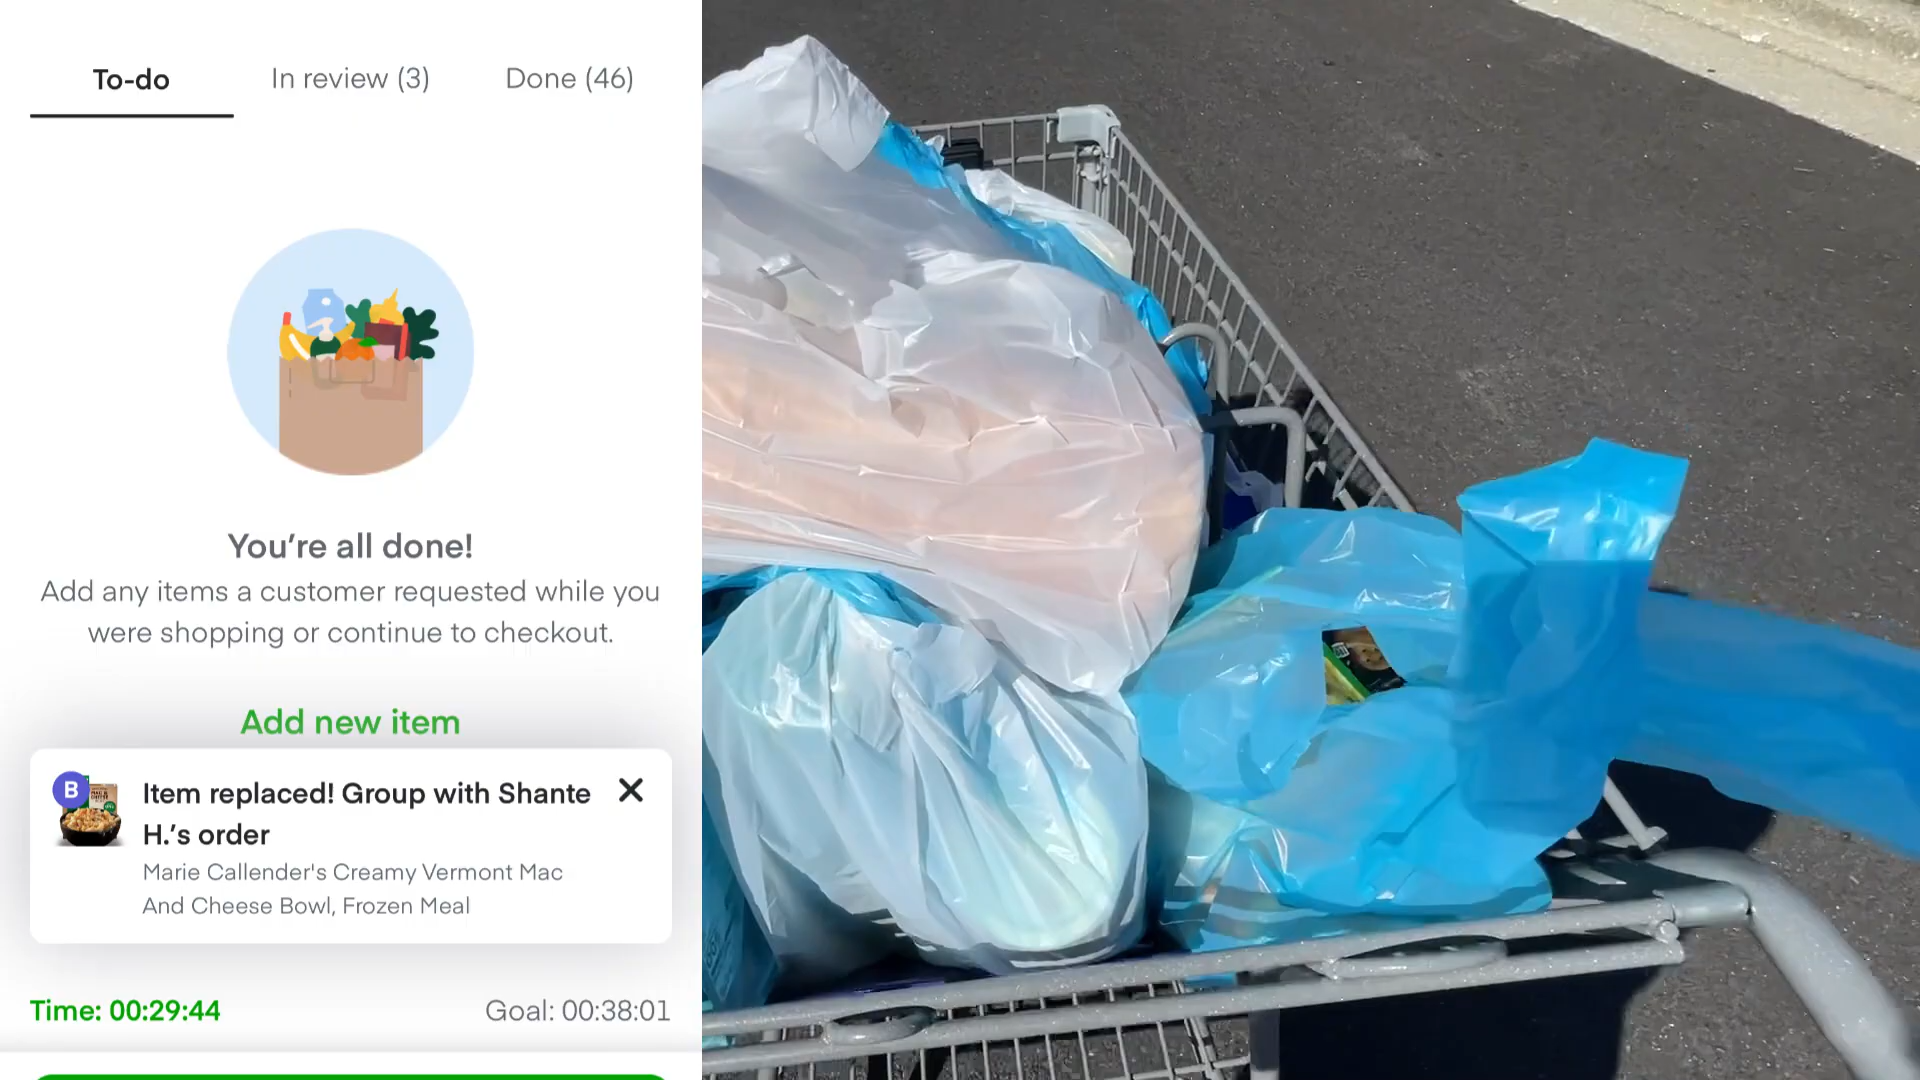 To-do
In review (3)
Done (46)
You're all done!
Add any items a customer requested while you
were shopping or continue to checkout.
Add new item
B
Item replaced! Group with Shante
H.'s order
Marie Callender's Creamy Vermont Mac
And Cheese Bowl, Frozen Meal
Time: 00:29:44
Goal: 00:38:01